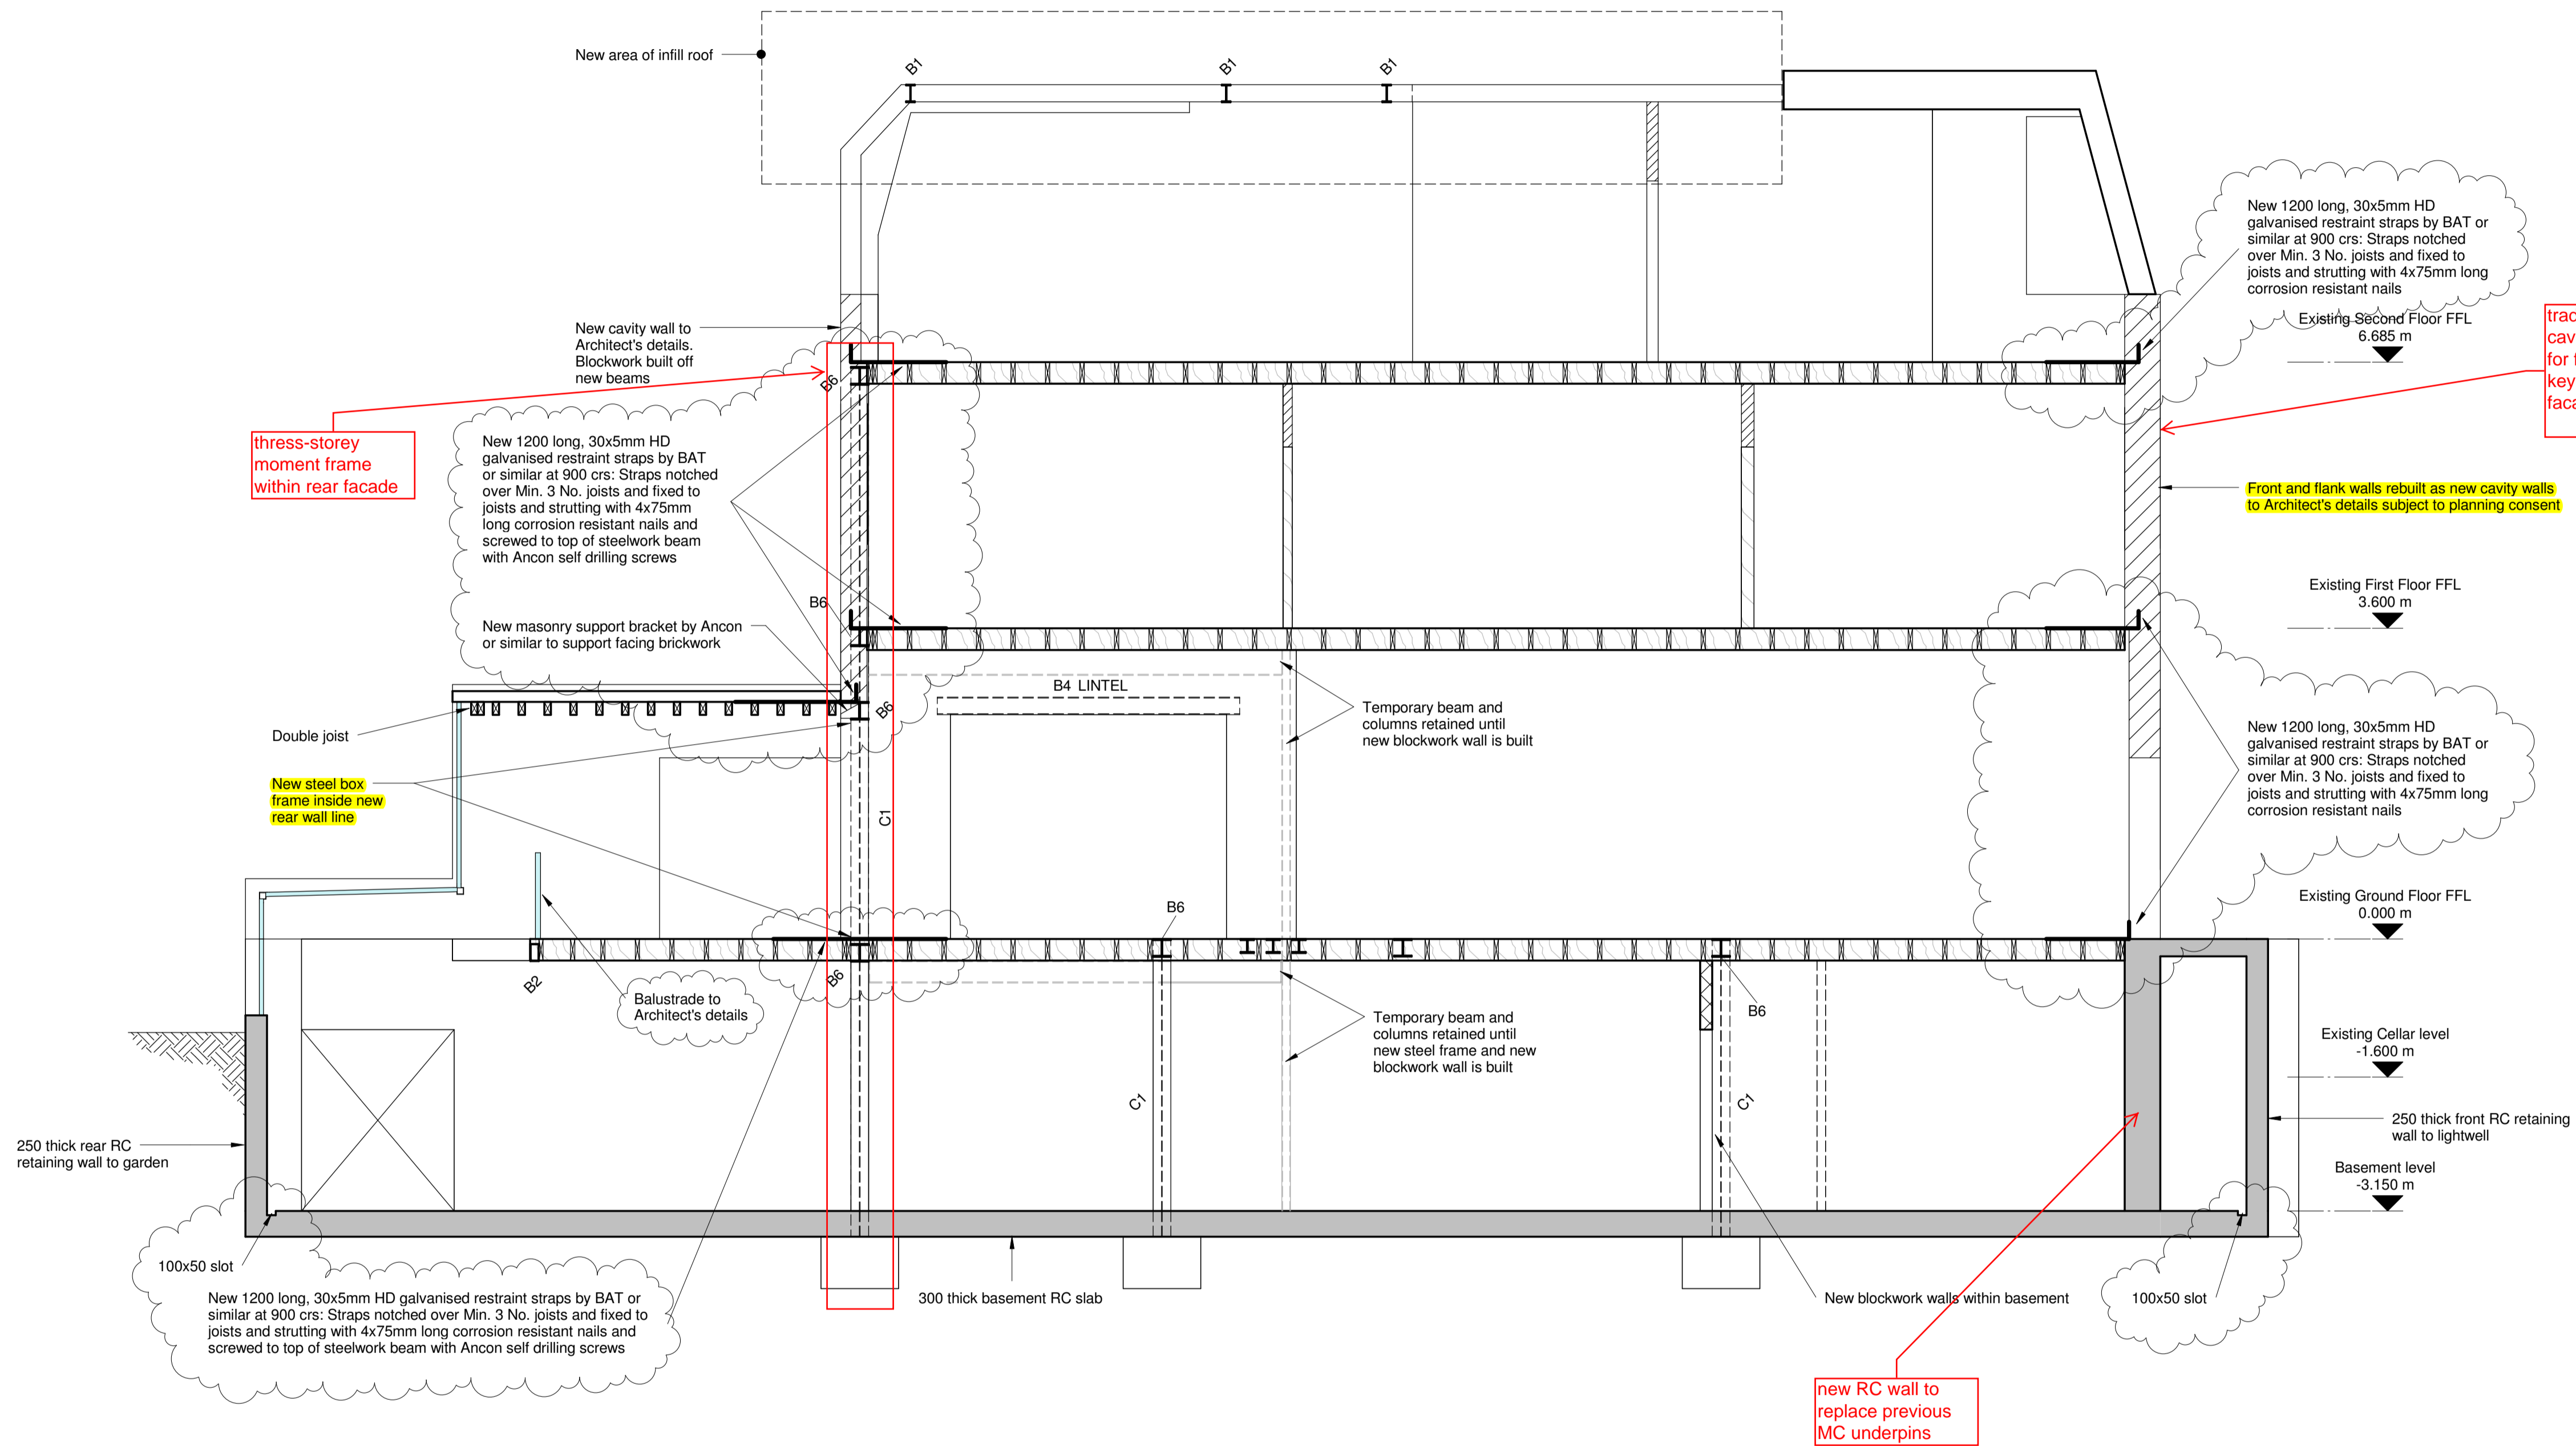 New area of infill roof
B1
B1
B1
New 1200 long, 30x5mm HD
galvanised restraint straps by BAT or
similar at 900 crs: Straps notched
over Min. 3 No. joists and fixed to
joists and strutting with 4x75mm long
corrosion resistant nails
Existing Second Floor FFL
6.685 m
New cavity wall to
Architect's details.
Blockwork built off
new beams
B6
thress-storey
moment frame
within rear facade
New 1200 long, 30x5mm HD
galvanised restraint straps by BAT
or similar at 900 crs: Straps notched
over Min. 3 No. joists and fixed to
joists and strutting with 4x75mm
long corrosion resistant nails and
screwed to top of steelwork beam
with Ancon self drilling screws
for
key
Front and flank walls rebuilt as new cavity walls
to Architect's details subject to planning consent
B6
Existing First Floor FFL
3.600 m
New masonry support bracket by Ancon
or similar to support facing brickwork
B4 LINTEL
B6
Double joist
Temporary beam and
columns retained until
new blockwork wall is built
New 1200 long, 30x5mm HD
galvanised restraint straps by BAT or
similar at 900 crs: Straps notched
over Min. 3 No. joists and fixed to
joists and strutting with 4x75mm long
corrosion resistant nails
New steel box
frame inside new
rear wall line
C1
B6
Existing Ground Floor FFL
0.000 m
B2
B6
Balustrade to
Architect's details
B6
Temporary beam and
columns retained until
new steel frame and new
blockwork wall is built
Existing Cellar level
-1.600 m
C1
C1
250 thick rear RC
retaining wall to garden
250 thick front RC retaining
wall to lightwell
Basement level
-3.150 m
100x50 slot
New 1200 long, 30x5mm HD galvanised restraint straps by BAT or
similar at 900 crs: Straps notched over Min. 3 No. joists and fixed to
joists and strutting with 4x75mm long corrosion resistant nails and
screwed to top of steelwork beam with Ancon self drilling screws
300 thick basement RC slab
New blockwork walls within basement
100x50 slot
new RC wall to
replace previous
MC underpins